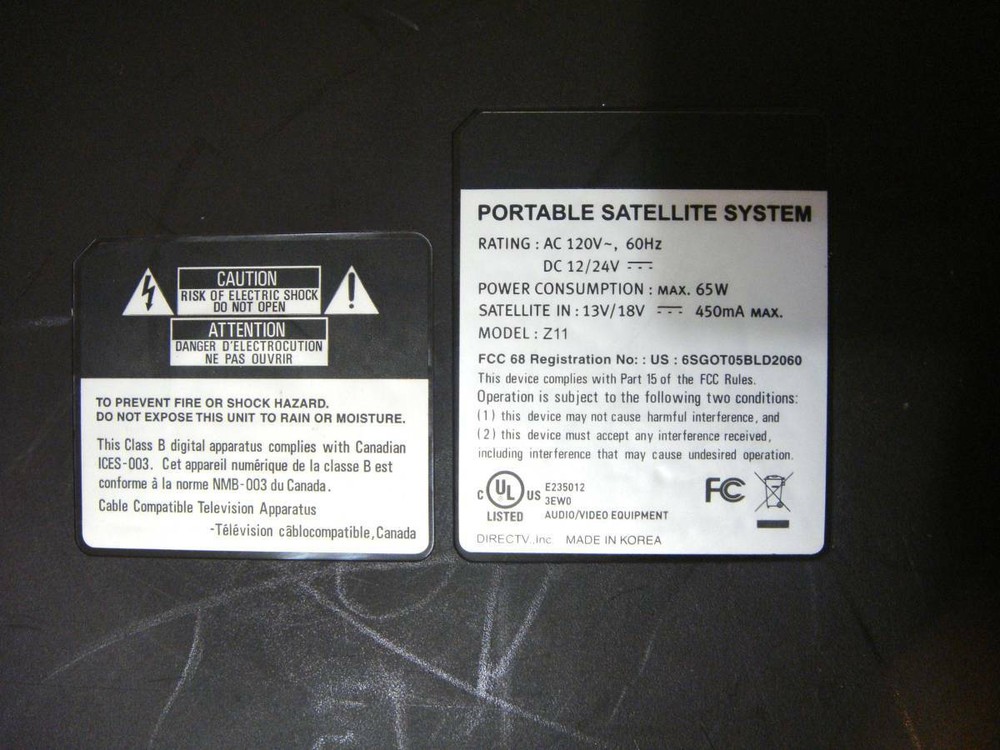 CAUTION
RISK OF ELECTRIC SHOCK
DO NOT OPEN
ATTENTION
DANGER D'ELECTROCUTION
NE PAS OUVRIR
TO PREVENT FIRE OR SHOCK HAZARD.
DO NOT EXPOSE THIS UNIT TO RAIN OR MOISTURE.
This Class B digital apparatus complies with Canadian
ICES-003. Cet appareil numérique de la classe B est
conforme à la norme NMB-003 du Canada.
Cable Compatible Television Apparatus
-Télévision câblocompatible, Canada
PORTABLE SATELLITE SYSTEM
RATING : AC 120V~, 60Hz
DC 12/24V ⎓
POWER CONSUMPTION : MAX. 65W
SATELLITE IN : 13V/18V ⎓ 450mA MAX.
MODEL : Z11
FCC 68 Registration No: : US : 6SGOT05BLD2060
This device complies with Part 15 of the FCC Rules.
Operation is subject to the following two conditions:
(1) this device may not cause harmful interference, and
(2) this device must accept any interference received,
including interference that may cause undesired operation.
C UL US
LISTED
E235012
3EW0
AUDIO/VIDEO EQUIPMENT
FC
DIRECTV.,Inc. MADE IN KOREA